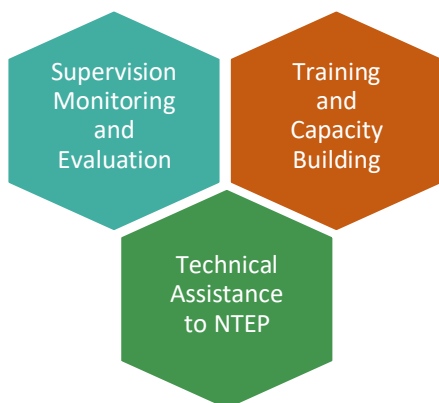 Supervision
Monitoring
and
Evaluation
Training
and
Capacity
Building
Technical
Assistance
to NTEP